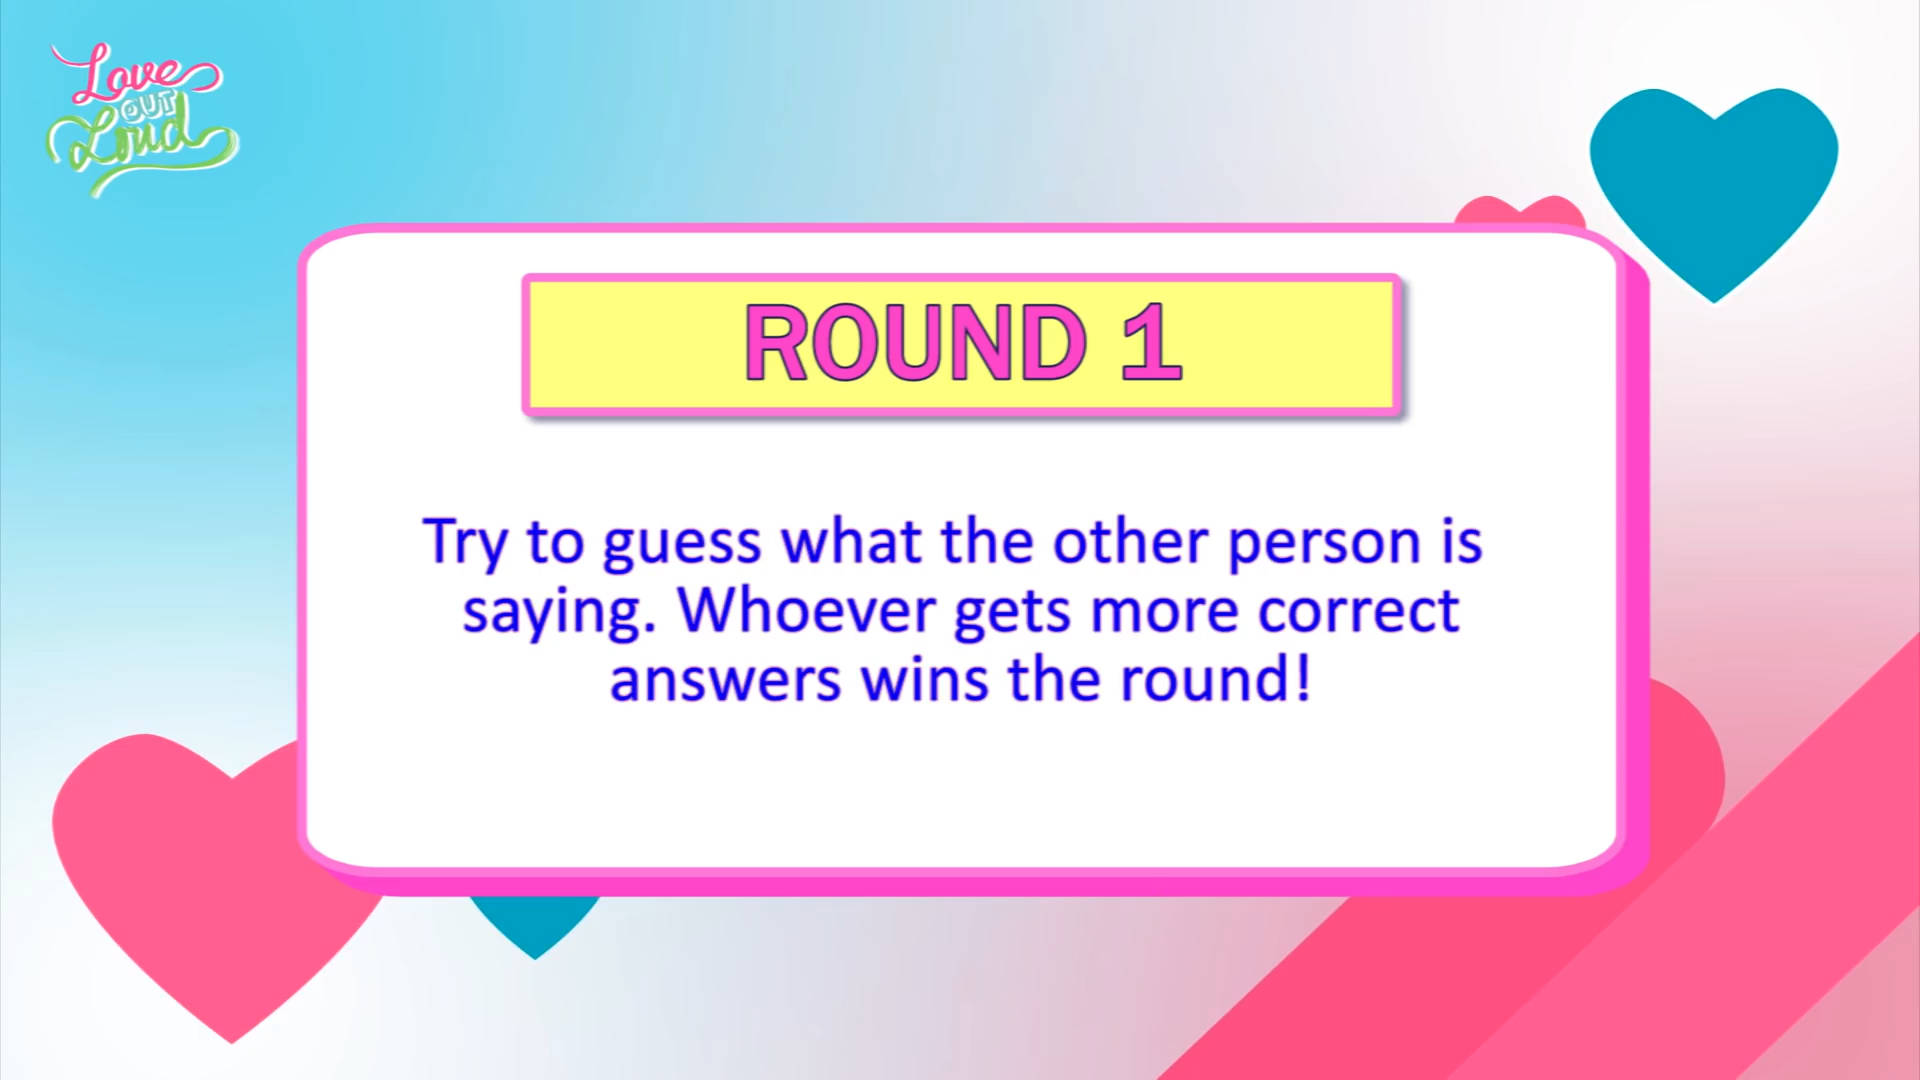 Love
OUT
Loud
ROUND 1
Try to guess what the other person is
saying. Whoever gets more correct
answers wins the round!